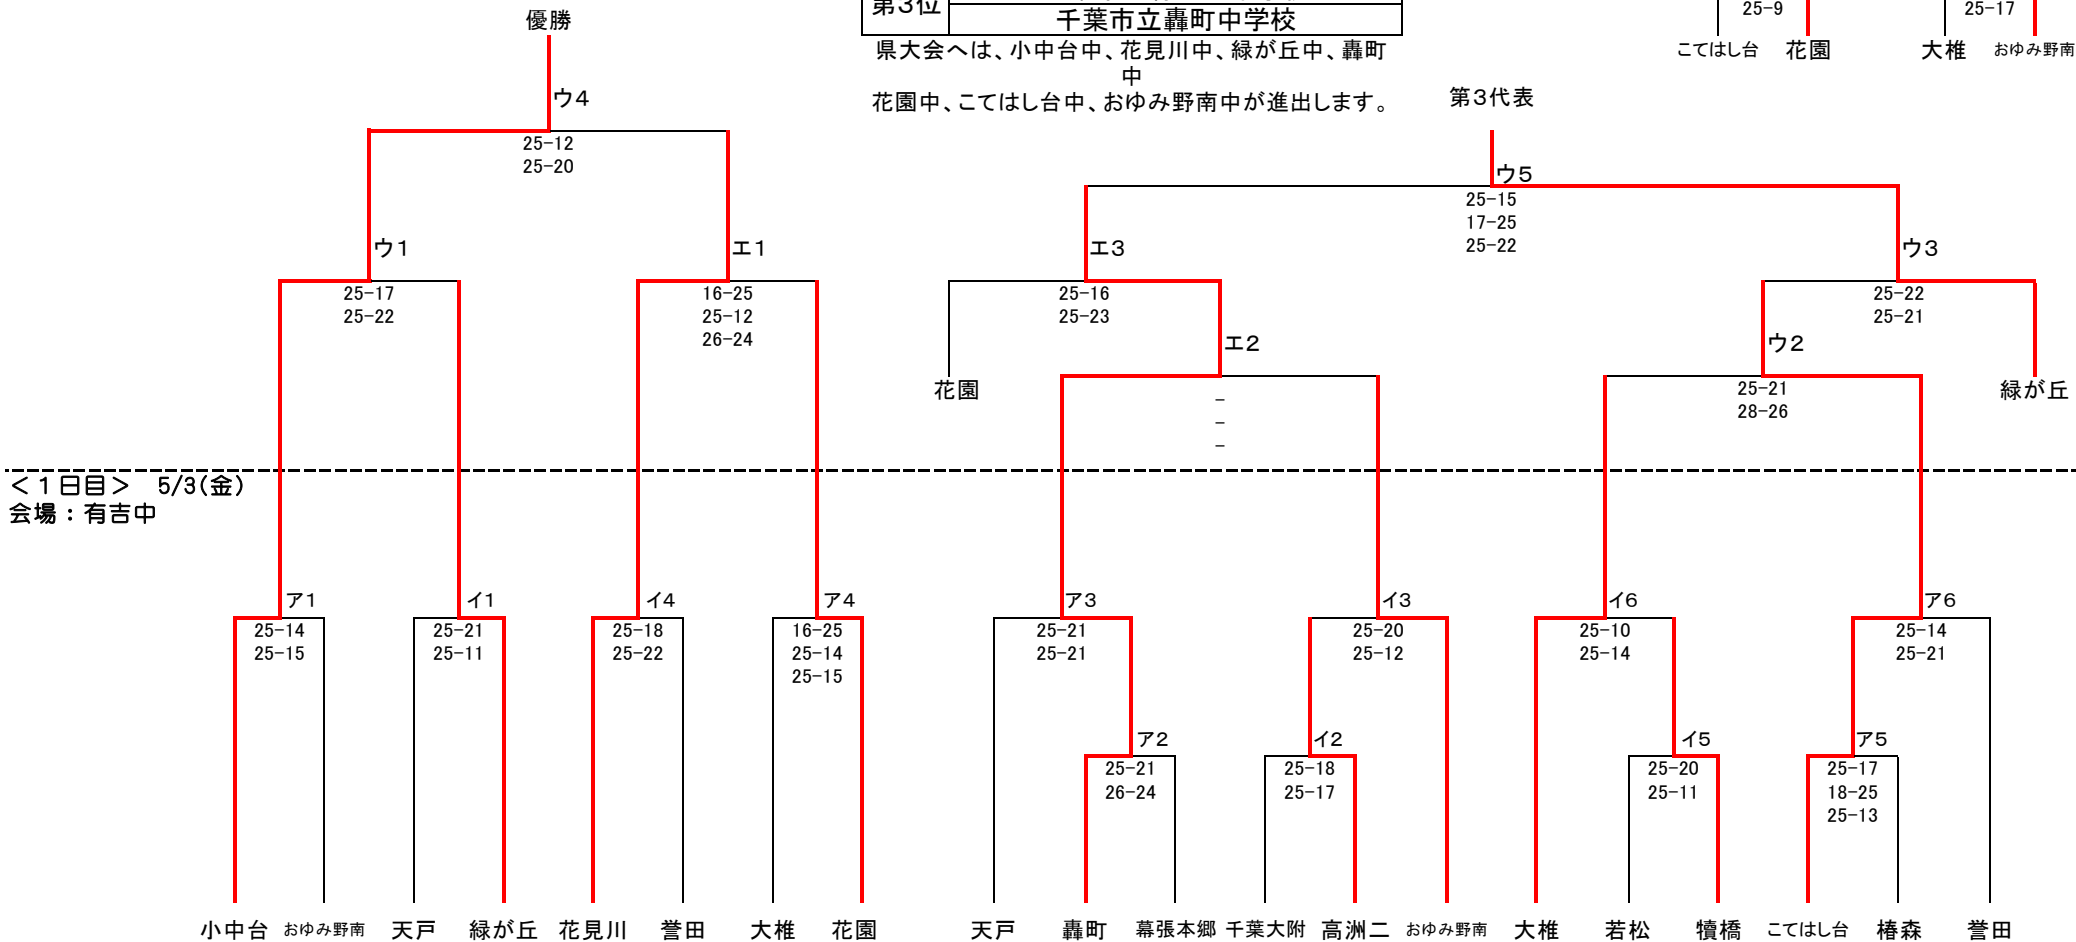 優勝
第3位
千葉市立轟町中学校
25-9
25-17
こてはし台 花園 大椎 おゆみ野南
県大会へは、小中台中、花見川中、緑が丘中、轟町
中
花園中、こてはし台中、おゆみ野南中が進出します。
第3代表
ウ4
25-12
25-20
ウ5
25-15
17-25
25-22
ウ1
25-17
25-22
エ1
16-25
25-12
26-24
エ3
25-16
25-23
ウ3
25-22
25-21
エ2
-
-
-
ウ2
25-21
28-26
花園
緑が丘
<1日目> 5/3(金)
会場:有吉中
ア1
25-14
25-15
イ1
25-21
25-11
イ4
25-18
25-22
ア4
16-25
25-14
25-15
ア3
25-21
25-21
イ3
25-20
25-12
イ6
25-10
25-14
ア6
25-14
25-21
ア2
25-21
26-24
イ2
25-18
25-17
イ5
25-20
25-11
ア5
25-17
18-25
25-13
小中台 おゆみ野南 天戸 緑が丘 花見川 誉田 大椎 花園 天戸 轟町 幕張本郷 千葉大附 高洲二 おゆみ野南 大椎 若松 犢橋 こてはし台 椿森 誉田